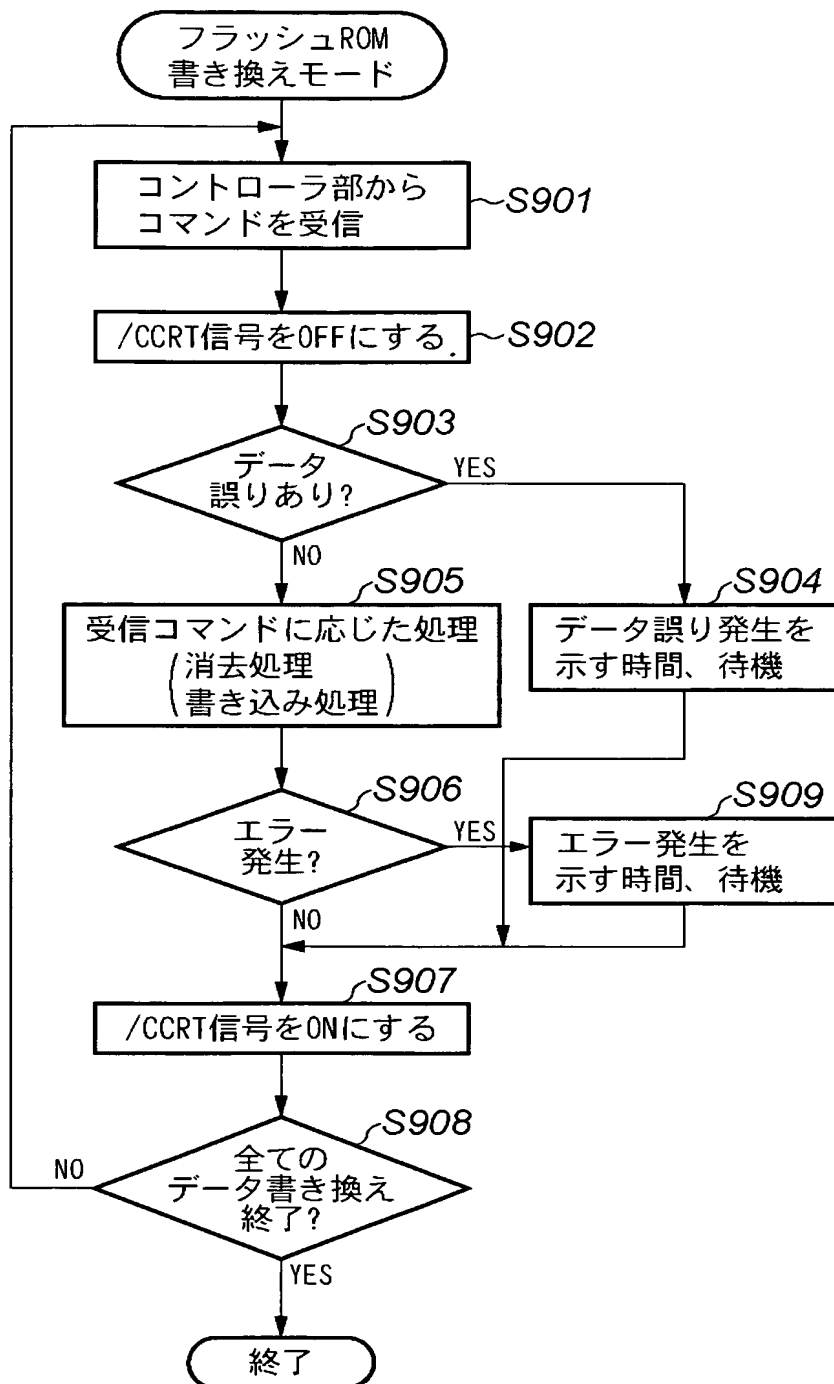 フラッシュROM
書き換えモード
コントローラ部から
コマンドを受信
S901
/CCRT信号をOFFにする.
S902
S903
データ
誤りあり?
YES
NO
S905
受信コマンドに応じた処理
(消去処理
書き込み処理)
S904
データ誤り発生を
示す時間、待機
S906
エラー
発生?
YES
NO
S909
エラー発生を
示す時間、待機
S907
/CCRT信号をONにする
S908
全ての
データ書き換え
終了?
NO
YES
終了